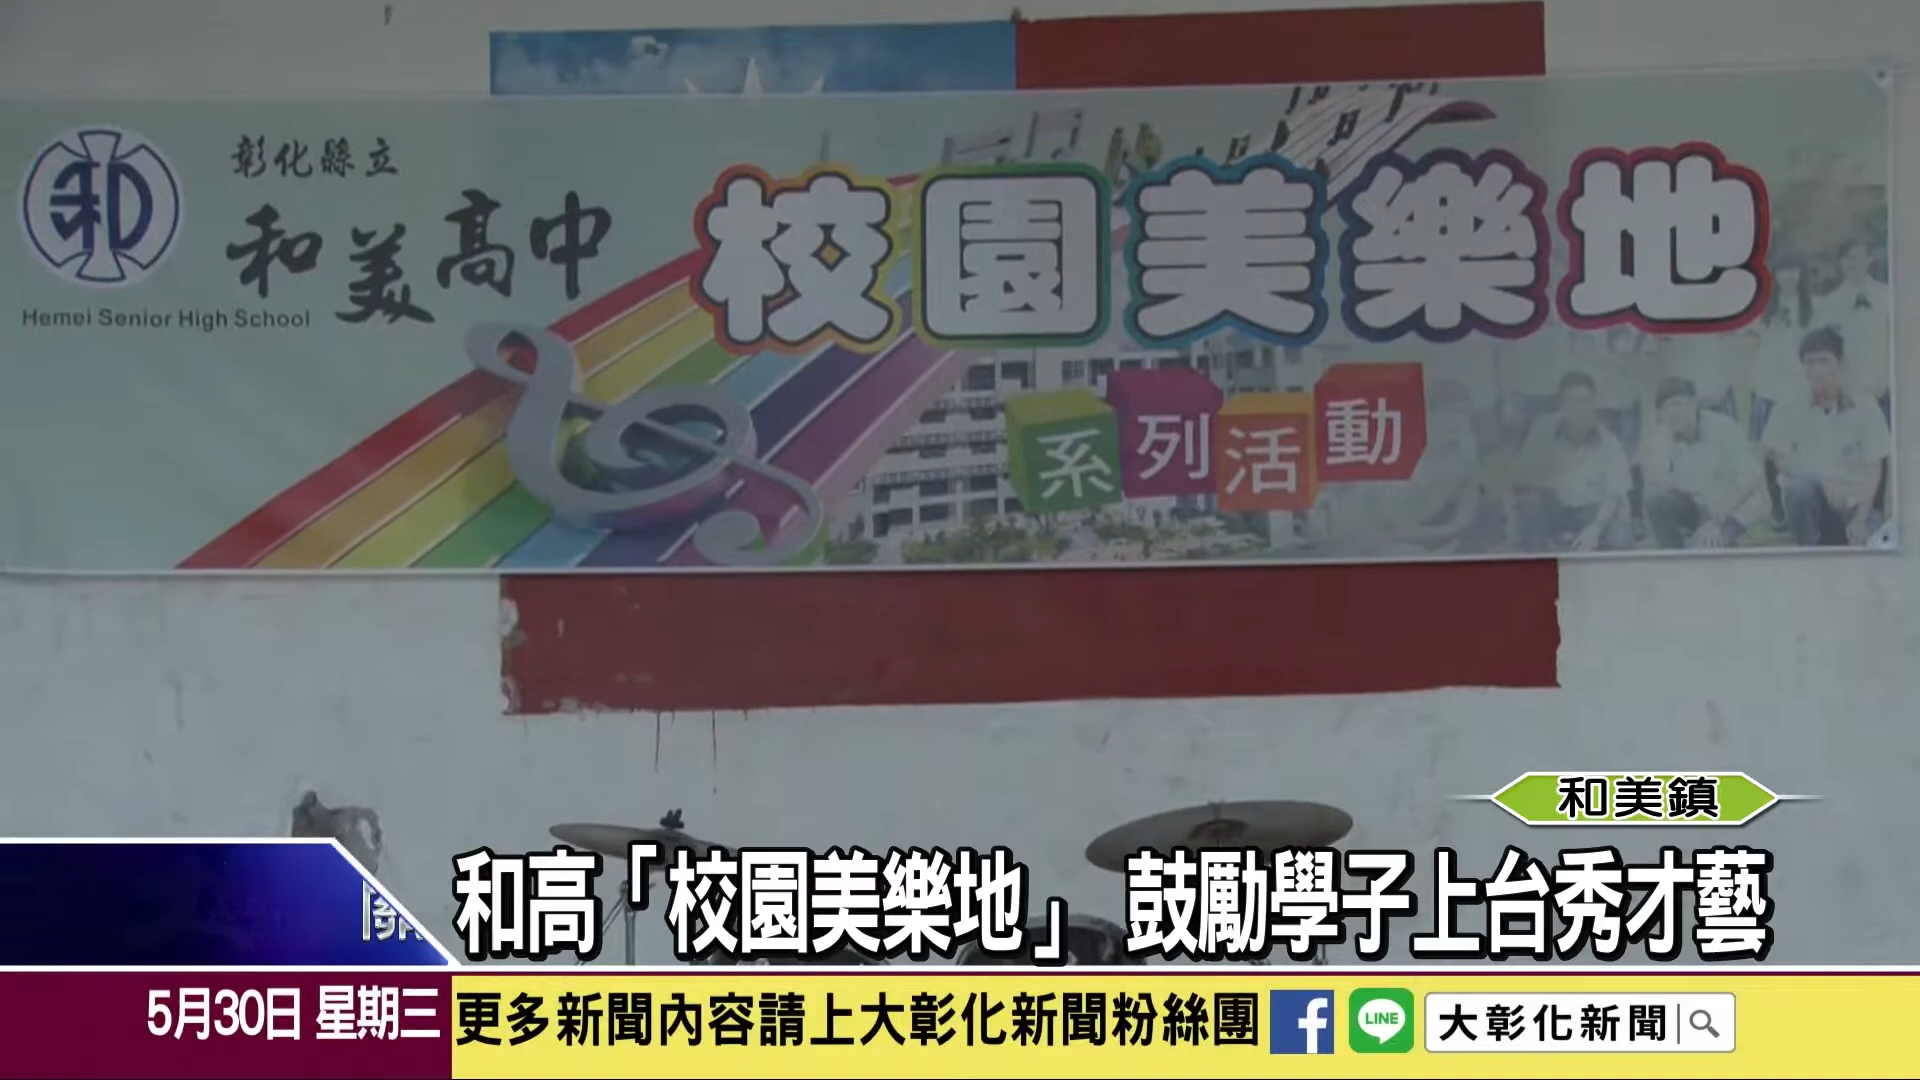 和
彰化縣立
和美高中
Hemei Senior High School
校園美樂地
系列活動
和美鎮
和高「校園美樂地」 鼓勵學子上台秀才藝
5月30日 星期三
更多新聞內容請上大彰化新聞粉絲團
LINE
大彰化新聞